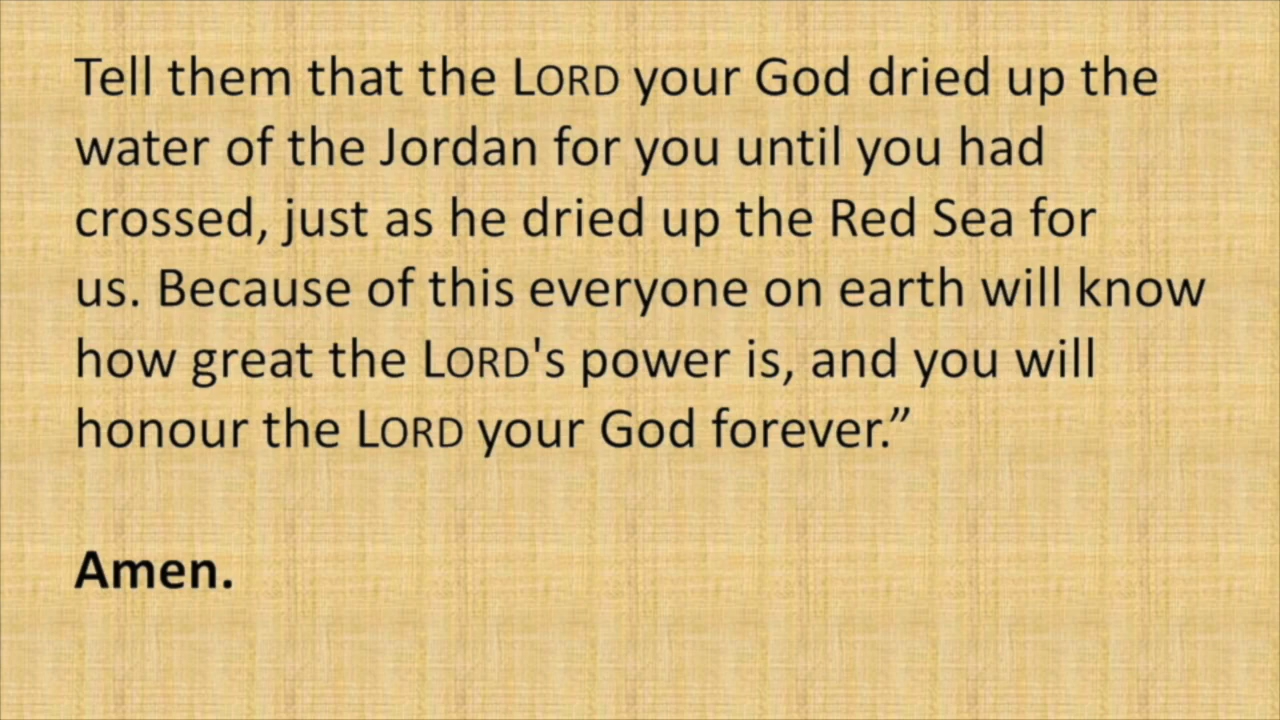 Tell them that the LORD your God dried up the
water of the Jordan for you until you had
crossed, just as he dried up the Red Sea for
us. Because of this everyone on earth will know
how great the LORD's power is, and you will
honour the LORD your God forever.”
Amen.